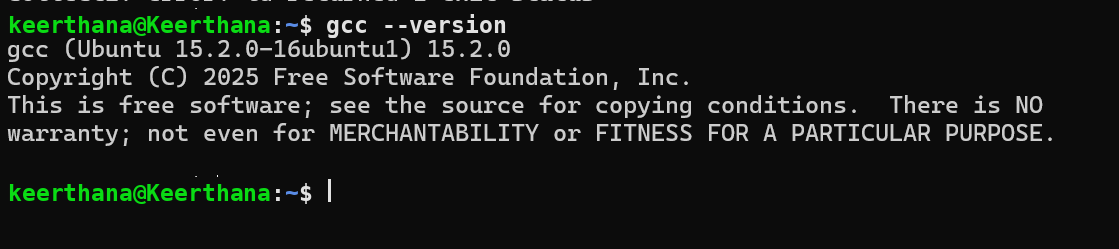 keerthana@Keerthana:~$ gcc --version
gcc (Ubuntu 15.2.0-16ubuntu1) 15.2.0
Copyright (C) 2025 Free Software Foundation, Inc.
This is free software; see the source for copying conditions.  There is NO
warranty; not even for MERCHANTABILITY or FITNESS FOR A PARTICULAR PURPOSE.
keerthana@Keerthana:~$